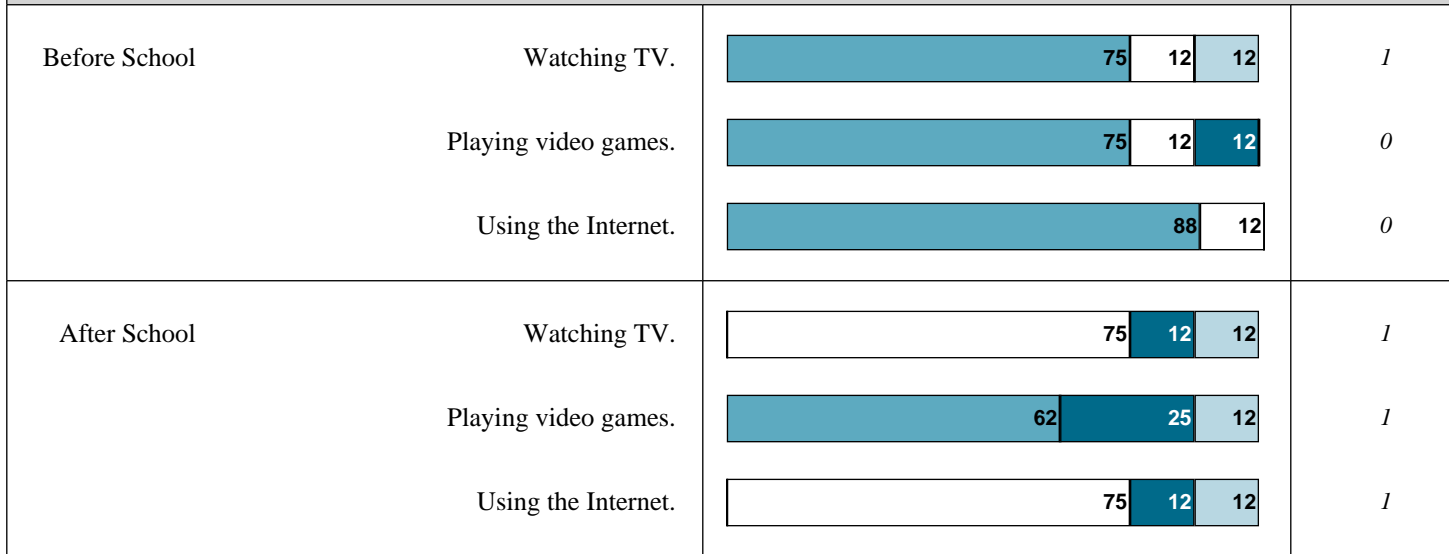 Before School Watching TV. 75 12 12 1
Playing video games. 75 12 12 0
Using the Internet. 88 12 0
After School Watching TV. 75 12 12 1
Playing video games. 62 25 12 1
Using the Internet. 75 12 12 1